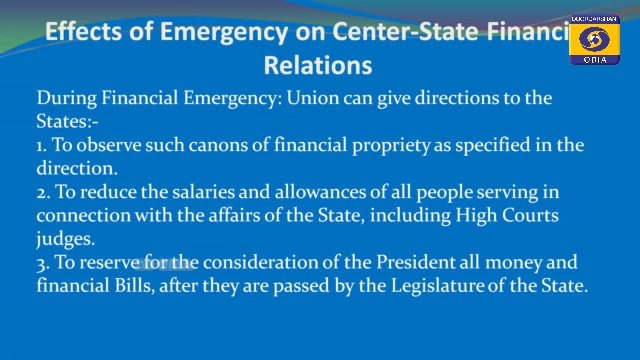 Effects of Emergency on Center-State Financi
Relations
During Financial Emergency: Union can give directions to the
States:-
1. To observe such canons of financial propriety as specified in the
direction.
2. To reduce the salaries and allowances of all people serving in
connection with the affairs of the State, including High Courts
judges.
3. To reserve for the consideration of the President all money and
financial Bills, after they are passed by the Legislature of the State.
DOORDARSHAN
ODIA